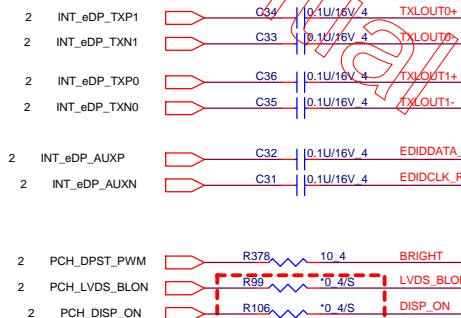 2 INT_eDP_TXP1 C34 0.1U/16V_4 TXLOUT0+
2 INT_eDP_TXN1 C33 0.1U/16V_4 TXLOUT0-
2 INT_eDP_TXP0 C36 0.1U/16V_4 TXLOUT1+
2 INT_eDP_TXN0 C35 0.1U/16V_4 TXLOUT1-
2 INT_eDP_AUXP C32 0.1U/16V_4 EDIDDATA_
2 INT_eDP_AUXN C31 0.1U/16V_4 EDIDCLK_R
2 PCH_DPST_PWM R378 10_4 BRIGHT
2 PCH_LVDS_BLON R99 *0_4/S LVDS_BLON
2 PCH_DISP_ON R106 *0_4/S DISP_ON